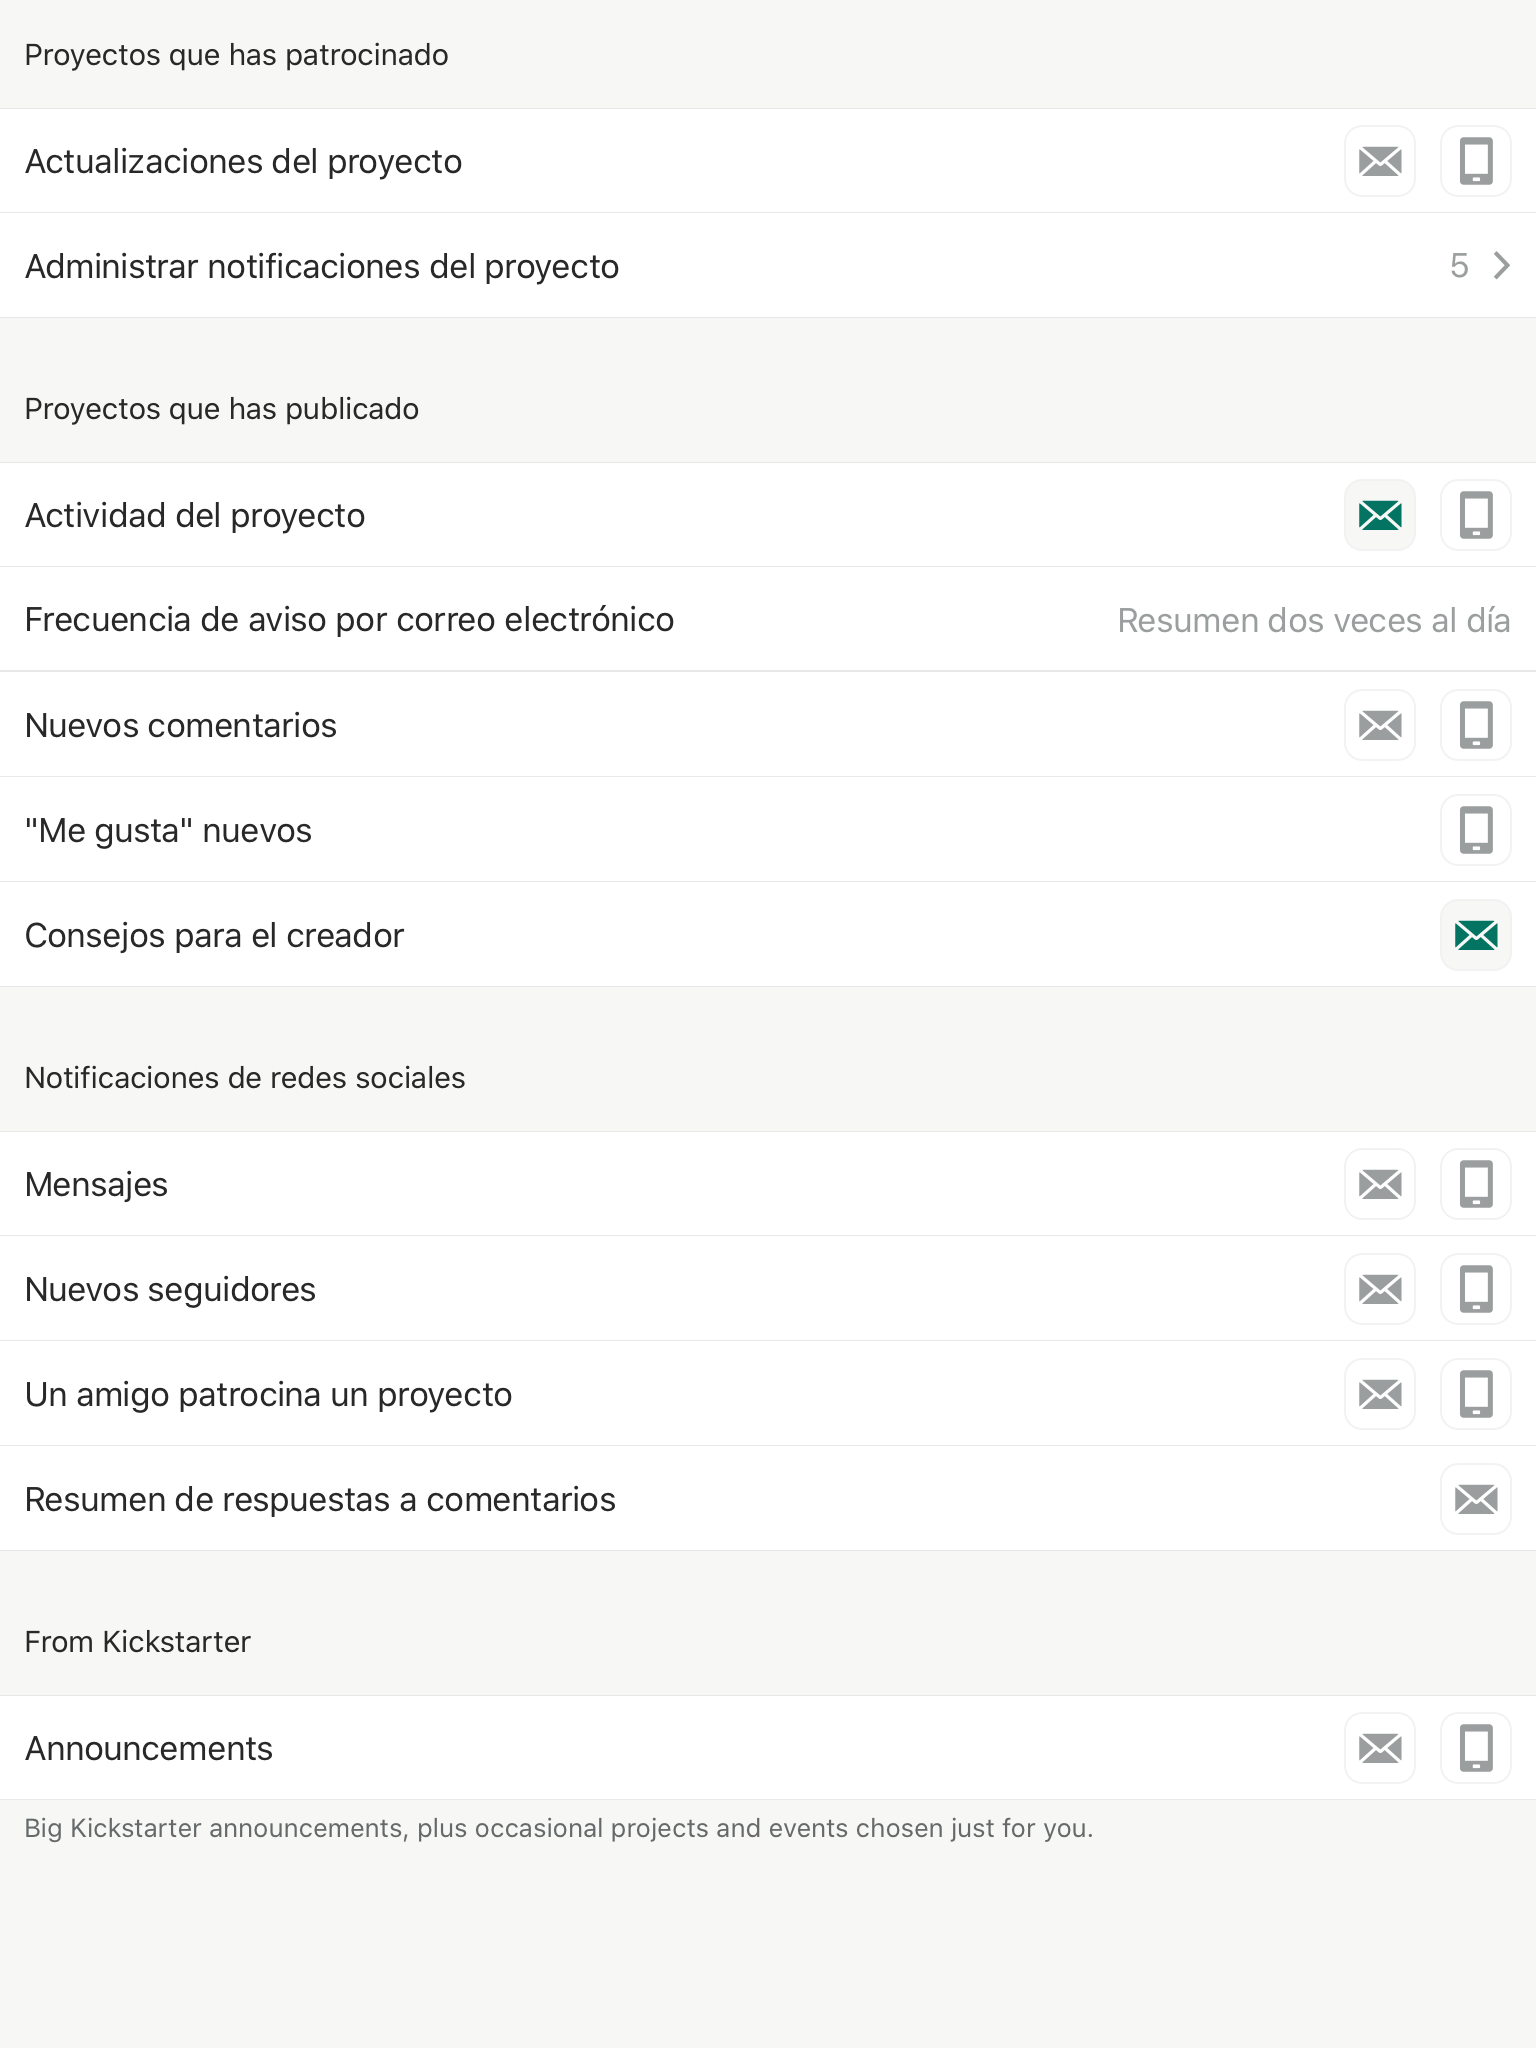 Proyectos que has patrocinado
Actualizaciones del proyecto
Administrar notificaciones del proyecto 5
Proyectos que has publicado
Actividad del proyecto
Frecuencia de aviso por correo electrónico Resumen dos veces al día
Nuevos comentarios
"Me gusta" nuevos
Consejos para el creador
Notificaciones de redes sociales
Mensajes
Nuevos seguidores
Un amigo patrocina un proyecto
Resumen de respuestas a comentarios
From Kickstarter
Announcements
Big Kickstarter announcements, plus occasional projects and events chosen just for you.